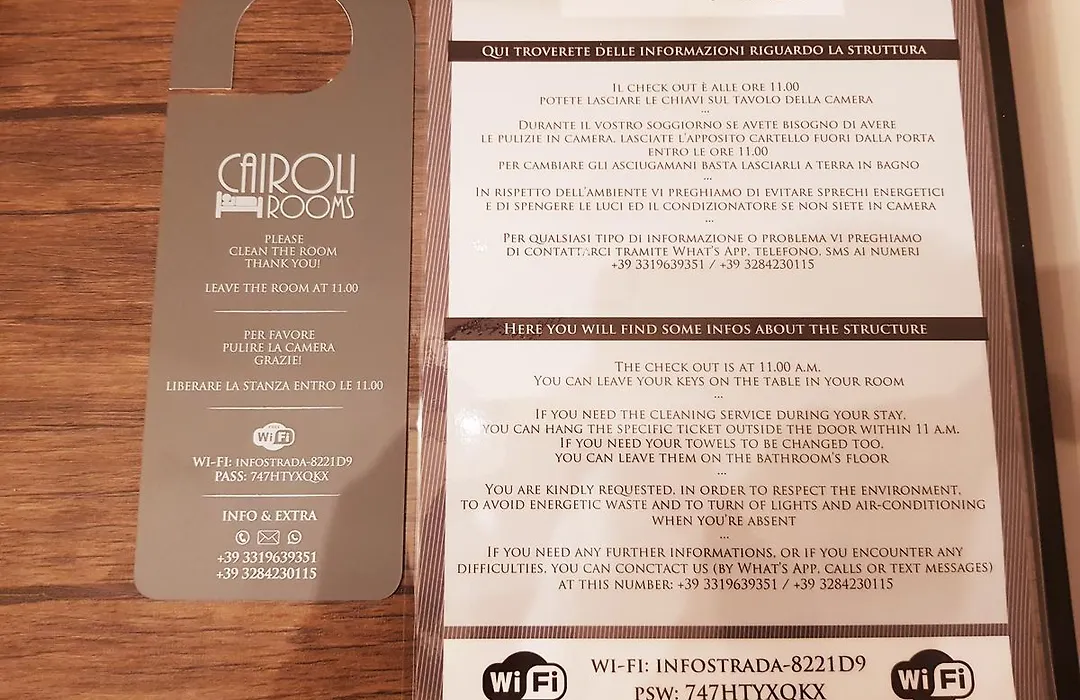 CAIROLI
ROOMS
PLEASE
CLEAN THE ROOM
THANK YOU!
LEAVE THE ROOM AT 11.00
PER FAVORE
PULIRE LA CAMERA
GRAZIE!
LIBERARE LA STANZA ENTRO LE 11.00
WiFi
WI-FI: INFOSTRADA-8221D9
PASS: 747HTYXQKX
INFO & EXTRA
+39 3319639351
+39 3284230115
QUI TROVERETE DELLE INFORMAZIONI RIGUARDO LA STRUTTURA
IL CHECK OUT È ALLE ORE 11.00
POTETE LASCIARE LE CHIAVI SUL TAVOLO DELLA CAMERA
...
DURANTE IL VOSTRO SOGGIORNO SE AVETE BISOGNO DI AVERE
LE PULIZIE IN CAMERA, LASCIATE L'APPOSITO CARTELLO FUORI DALLA PORTA
ENTRO LE ORE 11.00
PER CAMBIARE GLI ASCIUGAMANI BASTA LASCIARLI A TERRA IN BAGNO
...
IN RISPETTO DELL'AMBIENTE VI PREGHIAMO DI EVITARE SPRECHI ENERGETICI
E DI SPENGERE LE LUCI ED IL CONDIZIONATORE SE NON SIETE IN CAMERA
...
PER QUALSIASI TIPO DI INFORMAZIONE O PROBLEMA VI PREGHIAMO
DI CONTATTARCI TRAMITE WHAT'S APP, TELEFONO, SMS AI NUMERI
+39 3319639351 / +39 3284230115
HERE YOU WILL FIND SOME INFOS ABOUT THE STRUCTURE
THE CHECK OUT IS AT 11.00 A.M.
YOU CAN LEAVE YOUR KEYS ON THE TABLE IN YOUR ROOM
...
IF YOU NEED THE CLEANING SERVICE DURING YOUR STAY,
YOU CAN HANG THE SPECIFIC TICKET OUTSIDE THE DOOR WITHIN 11 A.M.
IF YOU NEED YOUR TOWELS TO BE CHANGED TOO,
YOU CAN LEAVE THEM ON THE BATHROOM'S FLOOR
...
YOU ARE KINDLY REQUESTED, IN ORDER TO RESPECT THE ENVIRONMENT,
TO AVOID ENERGETIC WASTE AND TO TURN OF LIGHTS AND AIR-CONDITIONING
WHEN YOU'RE ABSENT
...
IF YOU NEED ANY FURTHER INFORMATIONS, OR IF YOU ENCOUNTER ANY
DIFFICULTIES, YOU CAN CONCTACT US (BY WHAT'S APP, CALLS OR TEXT MESSAGES)
AT THIS NUMBER: +39 3319639351 / +39 3284230115
WiFi
WI-FI: INFOSTRADA-8221D9
PSW: 747HTYXQKX
WiFi